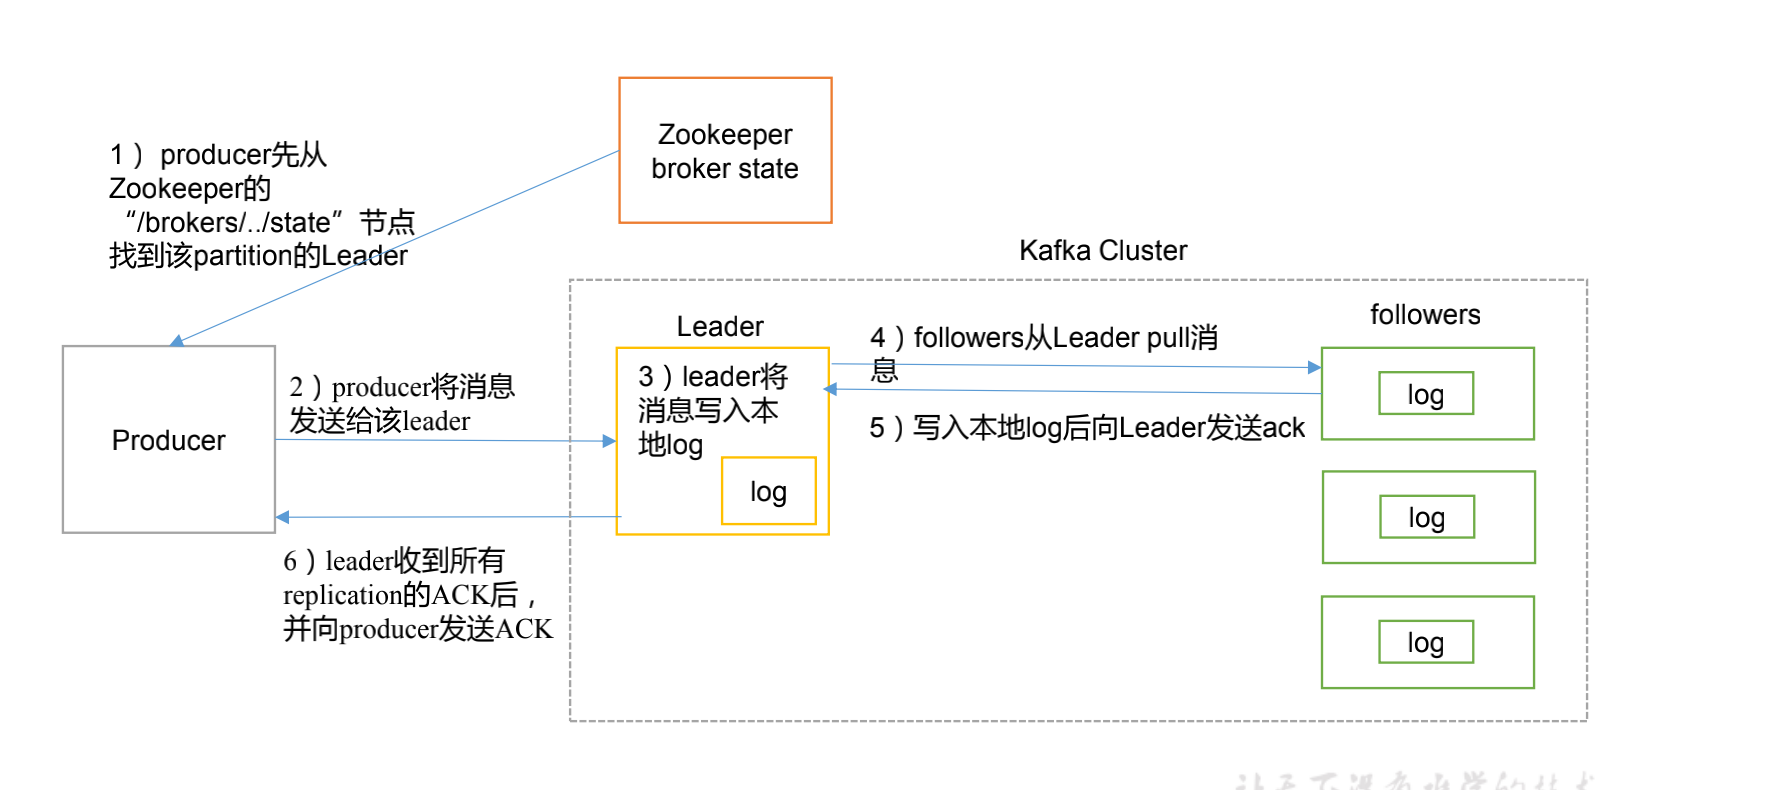 Zookeeper
broker state
1） producer先从
Zookeeper的
“/brokers/../state”节点
找到该partition的Leader
Kafka Cluster
Leader
followers
4）followers从Leader pull消
息
3）leader将
消息写入本
地log
log
2）producer将消息
发送给该leader
Producer
5）写入本地log后向Leader发送ack
log
log
log
6）leader收到所有
replication的ACK后，
并向producer发送ACK